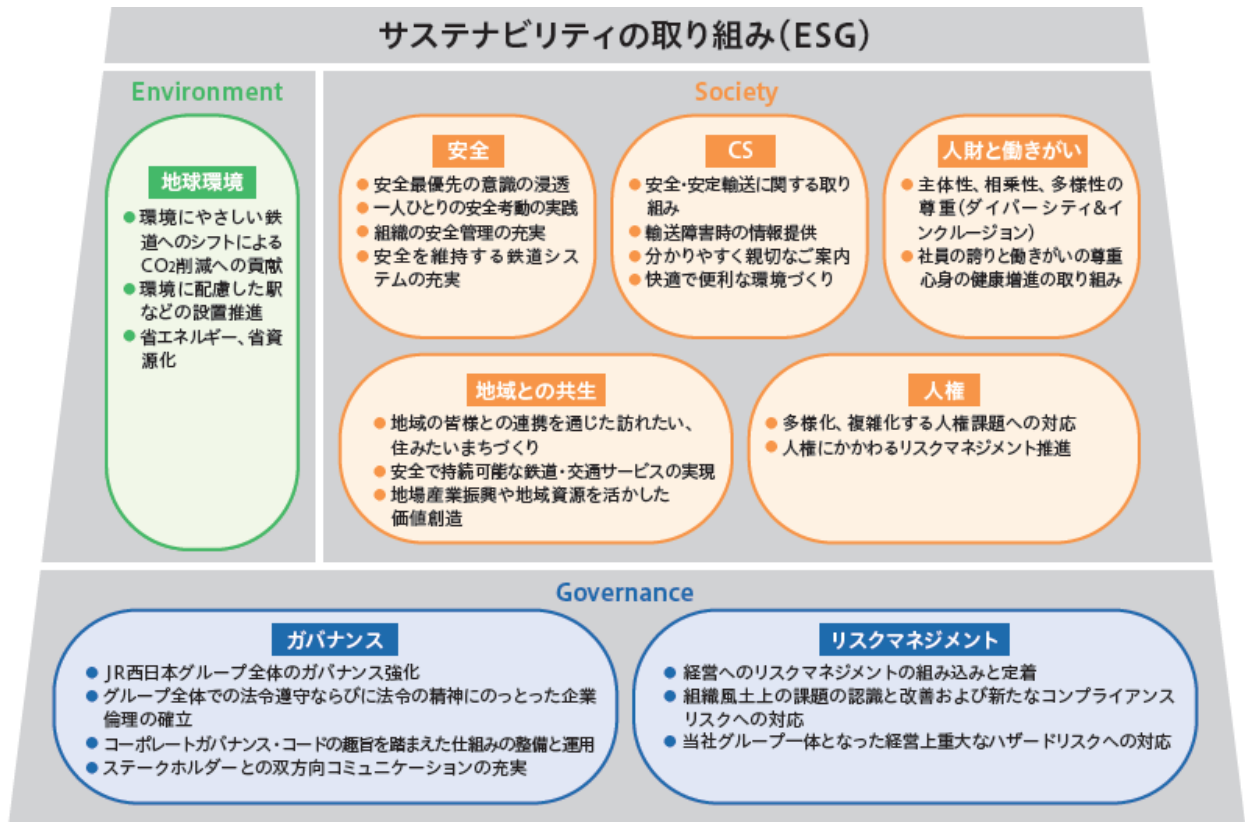 サステナビリティの取り組み(ESG)
Environment
地球環境
●環境にやさしい鉄
道へのシフトによる
CO₂削減への貢献
●環境に配慮した駅
などの設置推進
●省エネルギー、省資
源化
Society
安全
●安全最優先の意識の浸透
●一人ひとりの安全考動の実践
●組織の安全管理の充実
●安全を維持する鉄道シス
テムの充実
CS
●安全・安定輸送に関する取り
組み
●輸送障害時の情報提供
●分かりやすく親切なご案内
●快適で便利な環境づくり
人財と働きがい
●主体性、相乗性、多様性の
尊重(ダイバーシティ&イ
ンクルージョン)
●社員の誇りと働きがいの尊重
心身の健康増進の取り組み
地域との共生
●地域の皆様との連携を通じた訪れたい、
住みたいまちづくり
●安全で持続可能な鉄道・交通サービスの実現
●地場産業振興や地域資源を活かした
価値創造
人権
●多様化、複雑化する人権課題への対応
●人権にかかわるリスクマネジメント推進
Governance
ガバナンス
●JR西日本グループ全体のガバナンス強化
●グループ全体での法令遵守ならびに法令の精神にのっとった企業
倫理の確立
●コーポレートガバナンス・コードの趣旨を踏まえた仕組みの整備と運用
●ステークホルダーとの双方向コミュニケーションの充実
リスクマネジメント
●経営へのリスクマネジメントの組み込みと定着
●組織風土上の課題の認識と改善および新たなコンプライアンス
リスクへの対応
●当社グループ一体となった経営上重大なハザードリスクへの対応